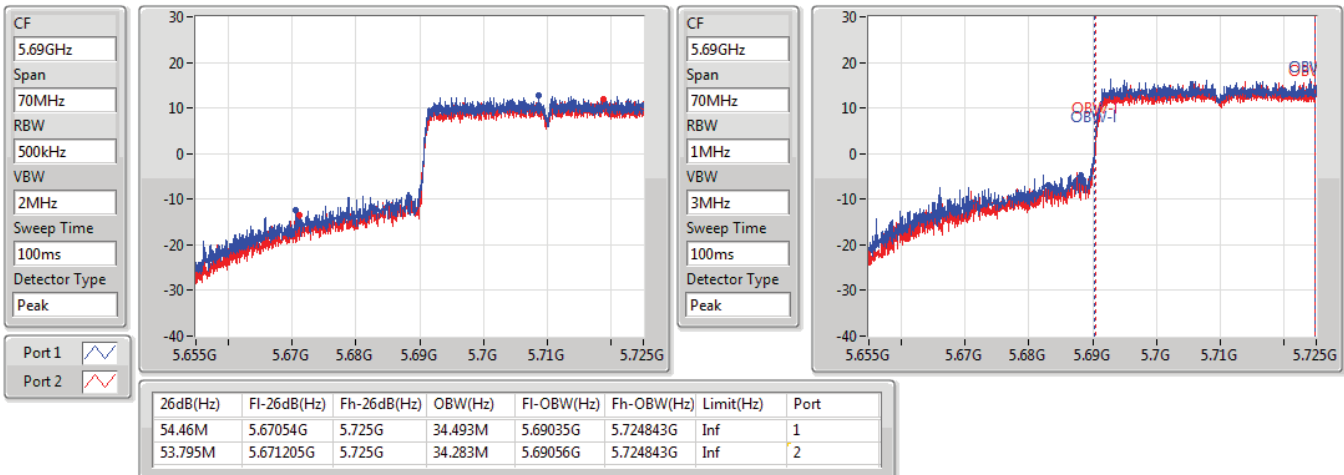 CF
5.69GHz
Span
70MHz
RBW
500kHz
VBW
2MHz
Sweep Time
100ms
Detector Type
Peak
Port 1
Port 2
30
20
10
0
-10
-20
-30
-40
5.655G 5.67G 5.68G 5.69G 5.7G 5.71G 5.725G
CF
5.69GHz
Span
70MHz
RBW
1MHz
VBW
3MHz
Sweep Time
100ms
Detector Type
Peak
30
20
10
0
-10
-20
-30
-40
OBW
OBW
OBW-l
OBW-l
5.655G 5.67G 5.68G 5.69G 5.7G 5.71G 5.725G
26dB(Hz) Fl-26dB(Hz) Fh-26dB(Hz) OBW(Hz) Fl-OBW(Hz) Fh-OBW(Hz) Limit(Hz) Port
54.46M 5.67054G 5.725G 34.493M 5.69035G 5.724843G Inf 1
53.795M 5.671205G 5.725G 34.283M 5.69056G 5.724843G Inf 2